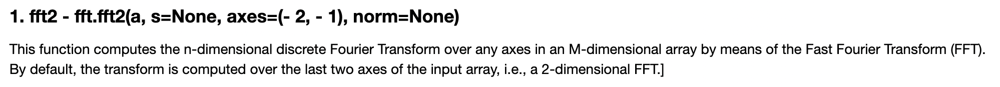 1. fft2 - fft.fft2(a, s=None, axes=(- 2, - 1), norm=None)
This function computes the n-dimensional discrete Fourier Transform over any axes in an M-dimensional array by means of the Fast Fourier Transform (FFT).
By default, the transform is computed over the last two axes of the input array, i.e., a 2-dimensional FFT.]